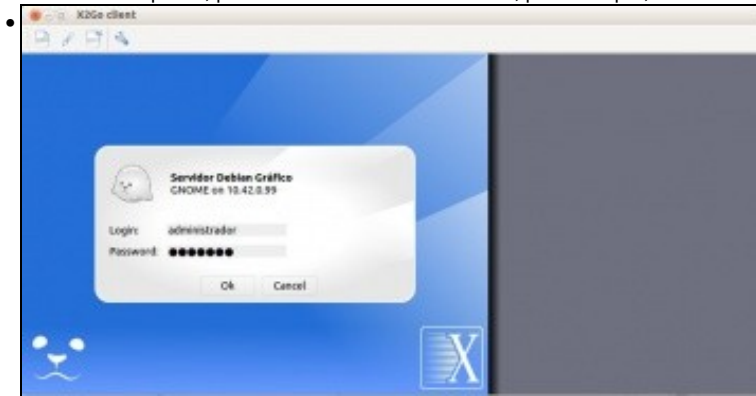 X2Go client
Servidor Debian Gráfico
GNOME on 10.42.0.99
Login: administrador
Password: ●●●●●●●
Ok Cancel
X